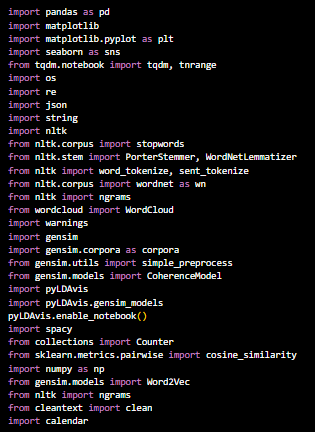 import pandas as pd
import matplotlib
import matplotlib.pyplot as plt
import seaborn as sns
from tqdm.notebook import tqdm, tnrange
import os
import re
import json
import string
import nltk
from nltk.corpus import stopwords
from nltk.stem import PorterStemmer, WordNetLemmatizer
from nltk import word_tokenize, sent_tokenize
from nltk.corpus import wordnet as wn
from nltk import ngrams
from wordcloud import WordCloud
import warnings
import gensim
import gensim.corpora as corpora
from gensim.utils import simple_preprocess
from gensim.models import CoherenceModel
import pyLDAvis
import pyLDAvis.gensim_models
pyLDAvis.enable_notebook()
import spacy
from collections import Counter
from sklearn.metrics.pairwise import cosine_similarity
import numpy as np
from gensim.models import Word2Vec
from nltk import ngrams
from cleantext import clean
import calendar